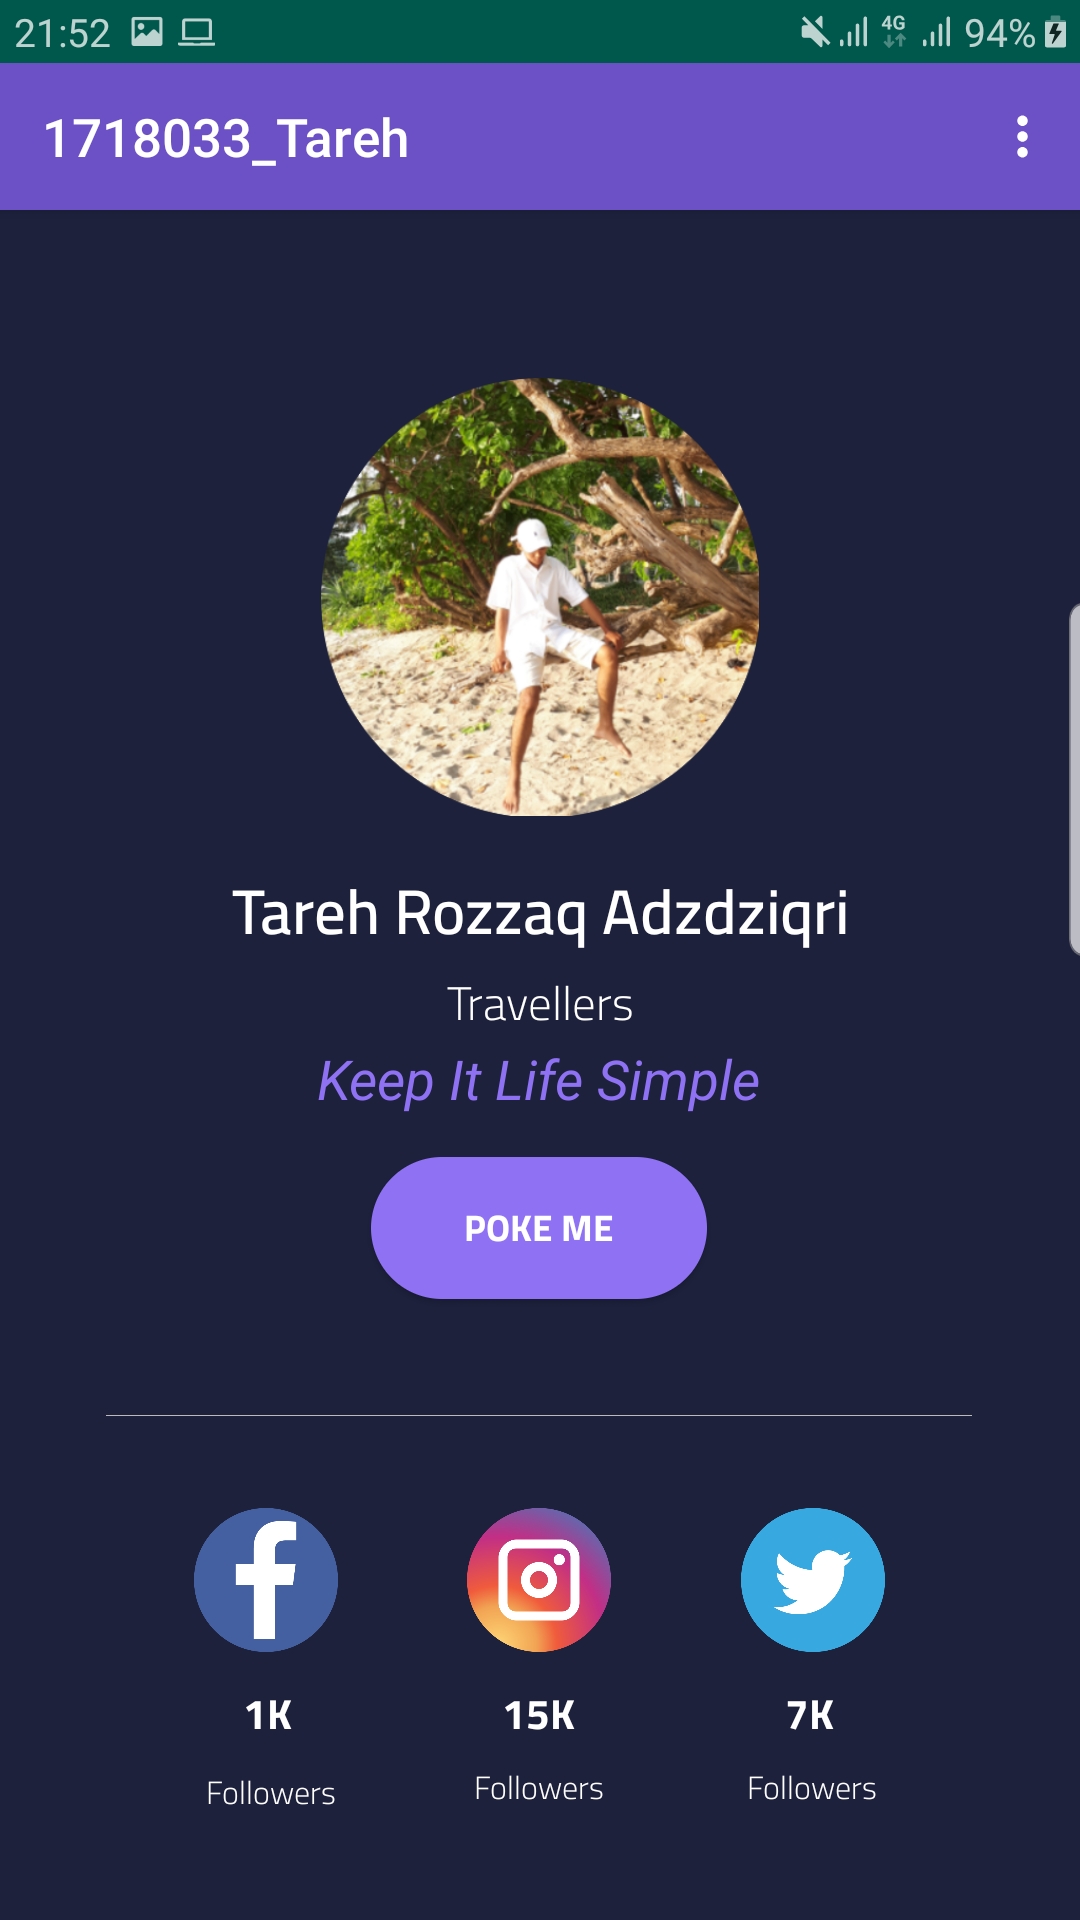 21:52 4G 94%
1718033_Tareh
Tareh Rozzaq Adzdziqri
Travellers
Keep It Life Simple
POKE ME
1K 15K 7K
Followers Followers Followers